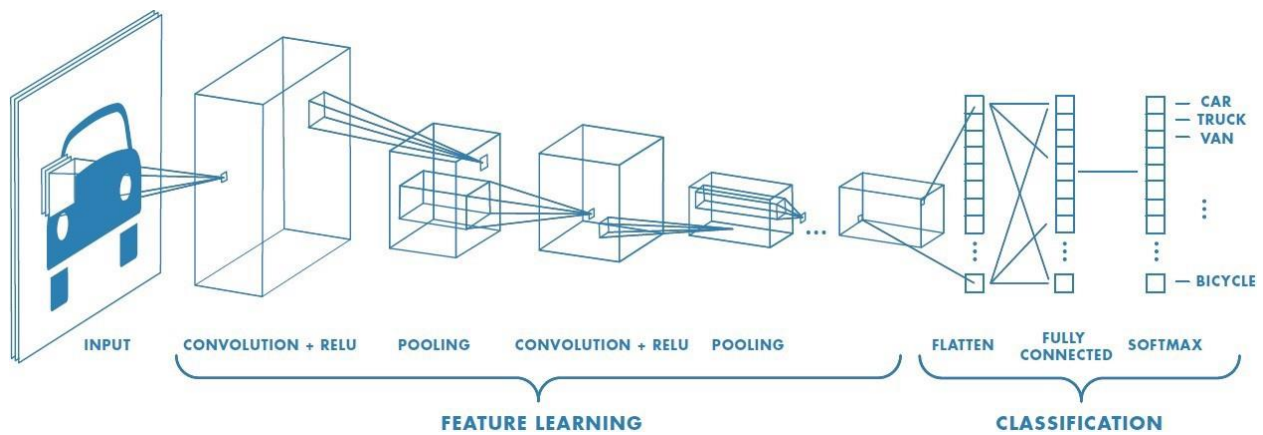 CAR
TRUCK
VAN
BICYCLE
INPUT
CONVOLUTION + RELU
POOLING
CONVOLUTION + RELU
POOLING
FLATTEN
FULLY
CONNECTED
SOFTMAX
FEATURE LEARNING
CLASSIFICATION